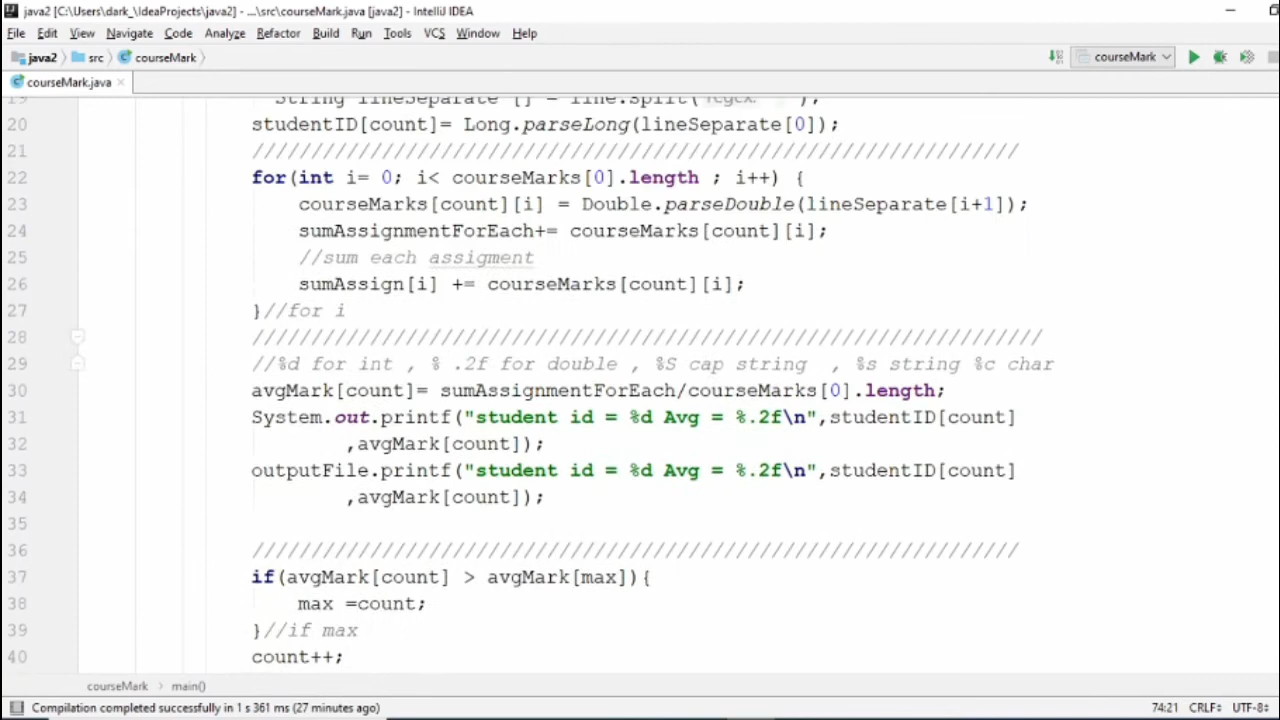 java2 [C:\Users\dark_\IdeaProjects\java2] - ...\src\courseMark.java [java2] - IntelliJ IDEA
File Edit View Navigate Code Analyze Refactor Build Run Tools VCS Window Help
java2 src courseMark courseMark
courseMark.java
19 String lineSeparate [] = line.split( regex: );
20 studentID[count]= Long.parseLong(lineSeparate[0]);
21 /////////////////////////////////////////////////////////////////
22 for(int i= 0; i< courseMarks[0].length ; i++) {
23 courseMarks[count][i] = Double.parseDouble(lineSeparate[i+1]);
24 sumAssignmentForEach+= courseMarks[count][i];
25 //sum each assigment
26 sumAssign[i] += courseMarks[count][i];
27 }//for i
28 ///////////////////////////////////////////////////////////////////
29 //%d for int , % .2f for double , %S cap string  , %s string %c char
30 avgMark[count]= sumAssignmentForEach/courseMarks[0].length;
31 System.out.printf("student id = %d Avg = %.2f\n",studentID[count]
32 ,avgMark[count]);
33 outputFile.printf("student id = %d Avg = %.2f\n",studentID[count]
34 ,avgMark[count]);
35
36 /////////////////////////////////////////////////////////////////
37 if(avgMark[count] > avgMark[max]){
38 max =count;
39 }//if max
40 count++;
courseMark main()
Compilation completed successfully in 1 s 361 ms (27 minutes ago) 74:21 CRLF UTF-8